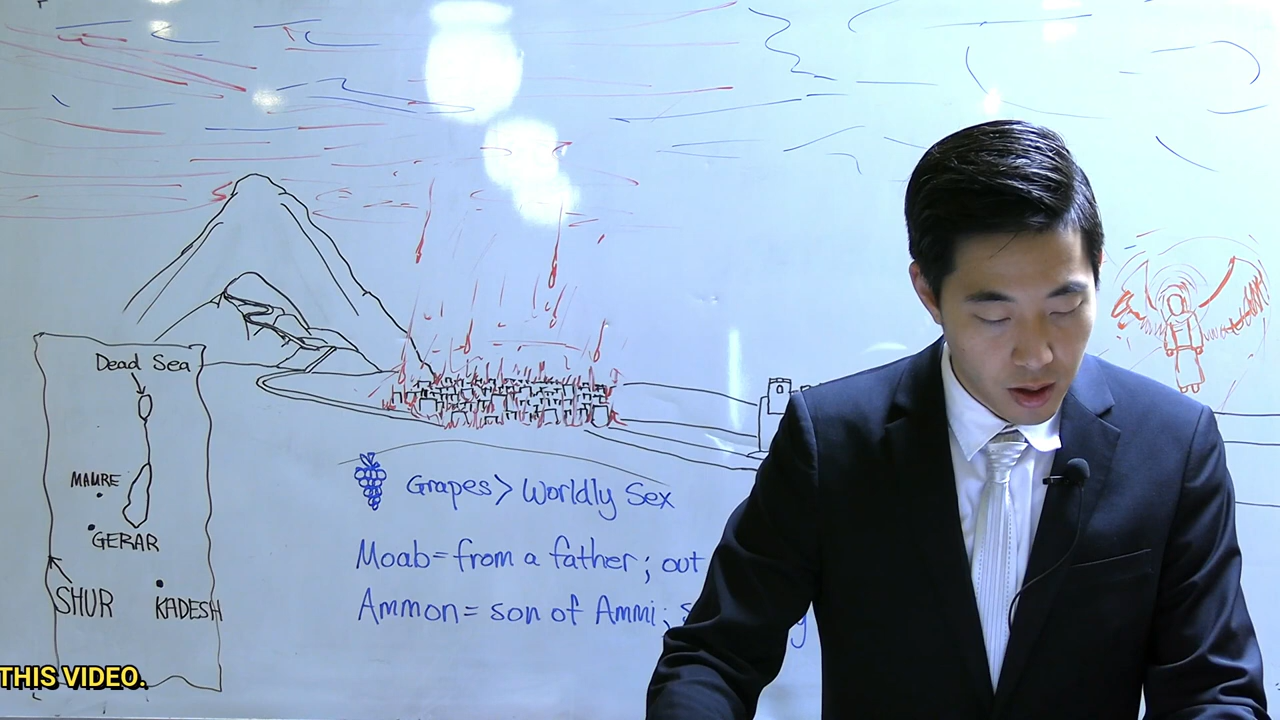 Dead Sea
MAMRE
GERAR
SHUR
KADESH
Grapes > Worldly Sex
Moab = from a father ; out
Ammon = son of Ammi ;
THIS VIDEO.